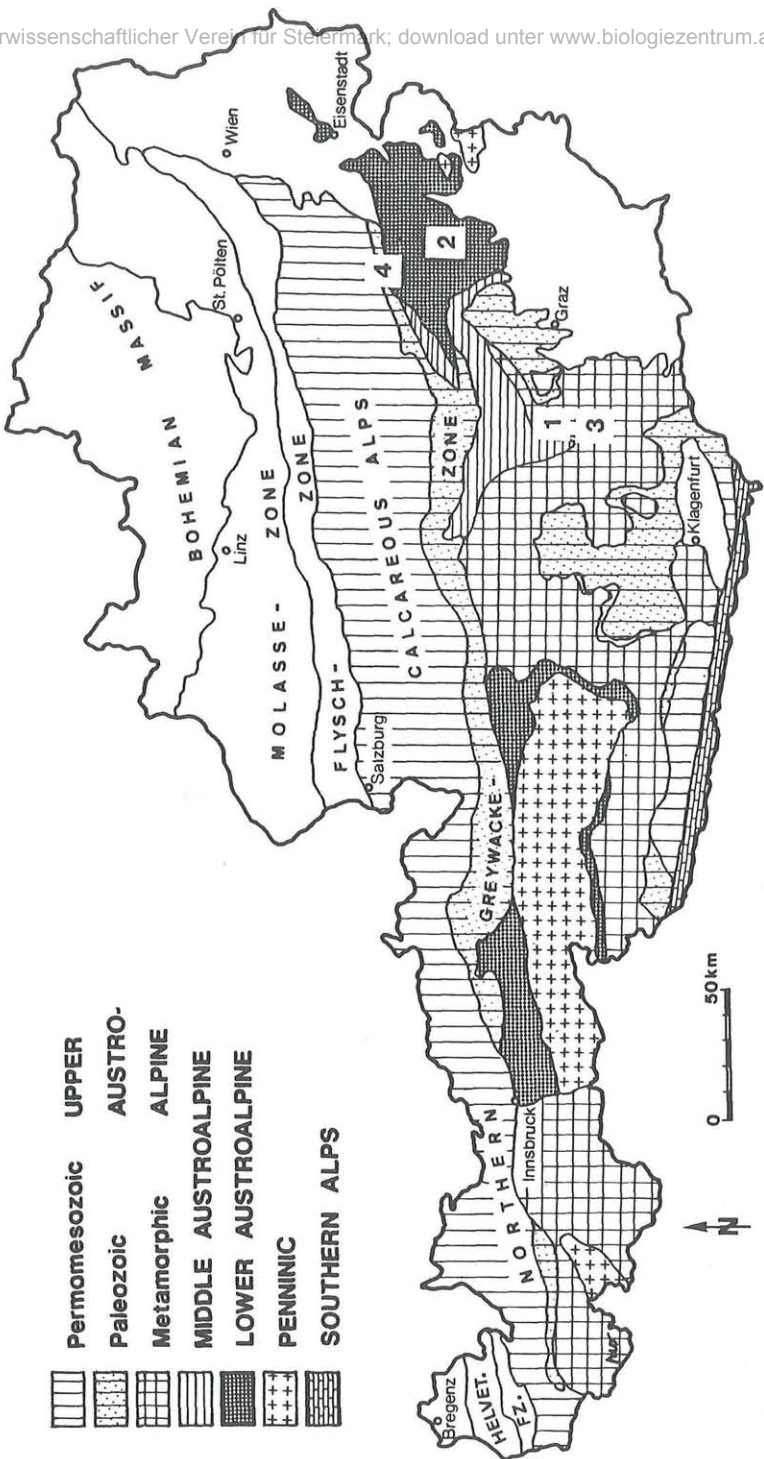 rwissenschaftlicher Verein für Steiermark; download unter www.biologiezentrum.a
Permomesozoic UPPER
Paleozoic AUSTRO-
Metamorphic ALPINE
MIDDLE AUSTROALPINE
LOWER AUSTROALPINE
PENNINIC
SOUTHERN ALPS
BOHEMIAN MASSIF
MOLASSE- ZONE
FLYSCH- ZONE
NORTHERN CALCAREOUS ALPS
GREYWACKE- ZONE
HELVET.
FZ.
Bregenz
Innsbruck
Salzburg
Linz
St. Pölten
Wien
Eisenstadt
Graz
Klagenfurt
1
2
3
4
0 50 km
N